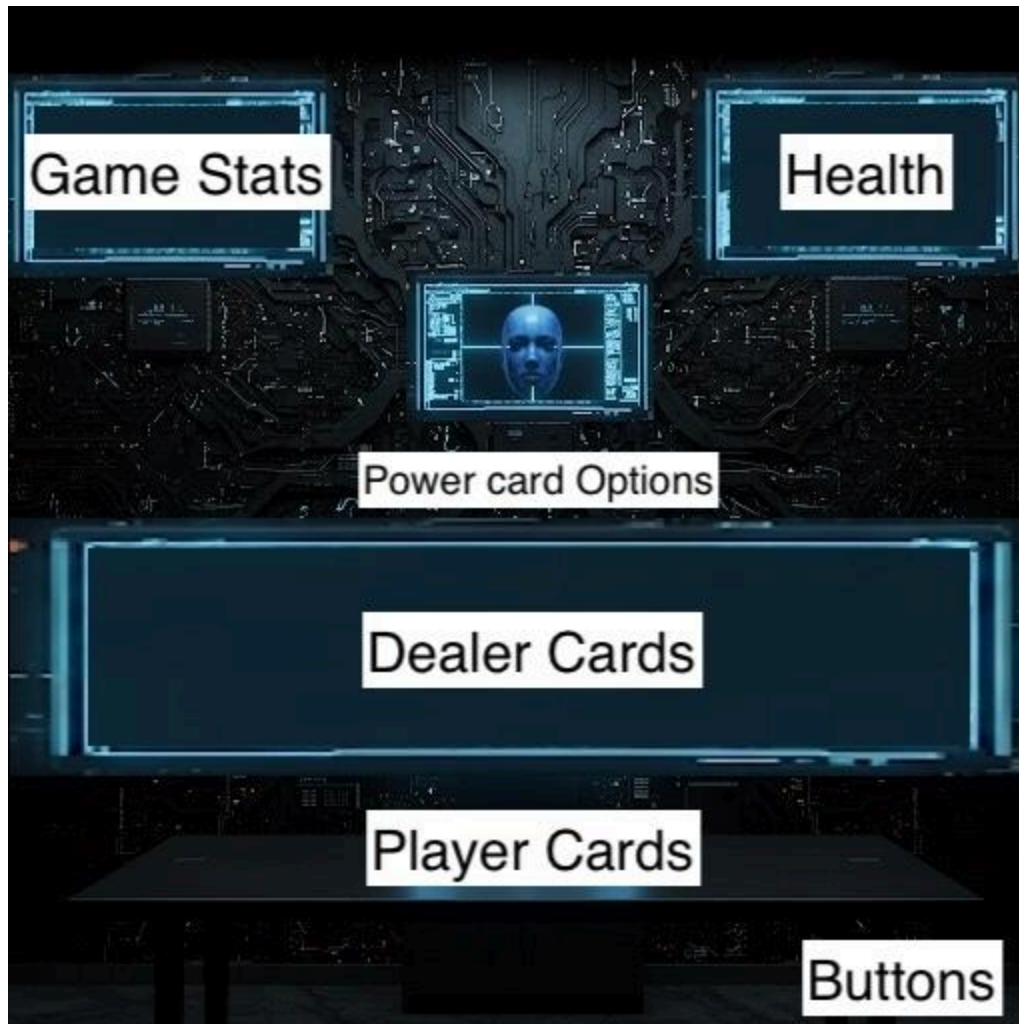 Game Stats
Health
Power card Options
Dealer Cards
Player Cards
Buttons